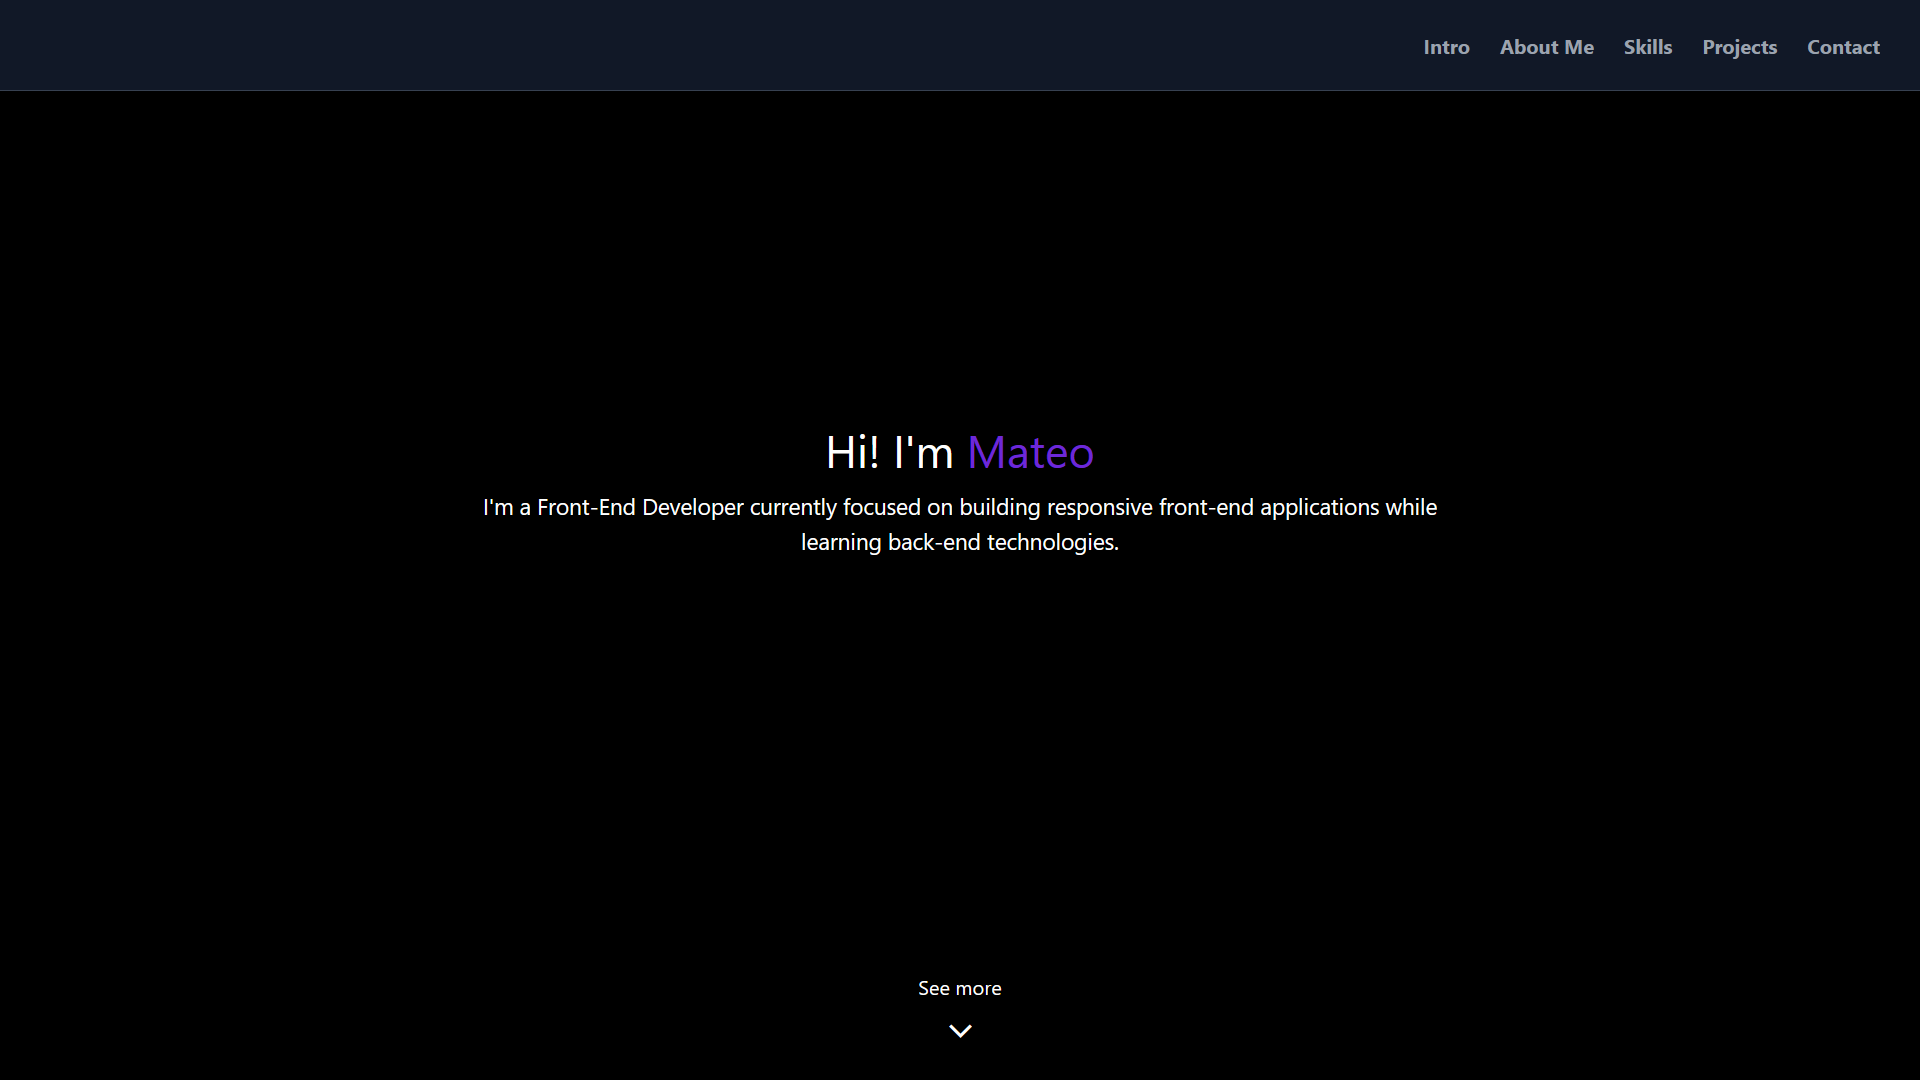 Intro About Me Skills Projects Contact
Hi! I'm Mateo
I'm a Front-End Developer currently focused on building responsive front-end applications while
learning back-end technologies.
See more